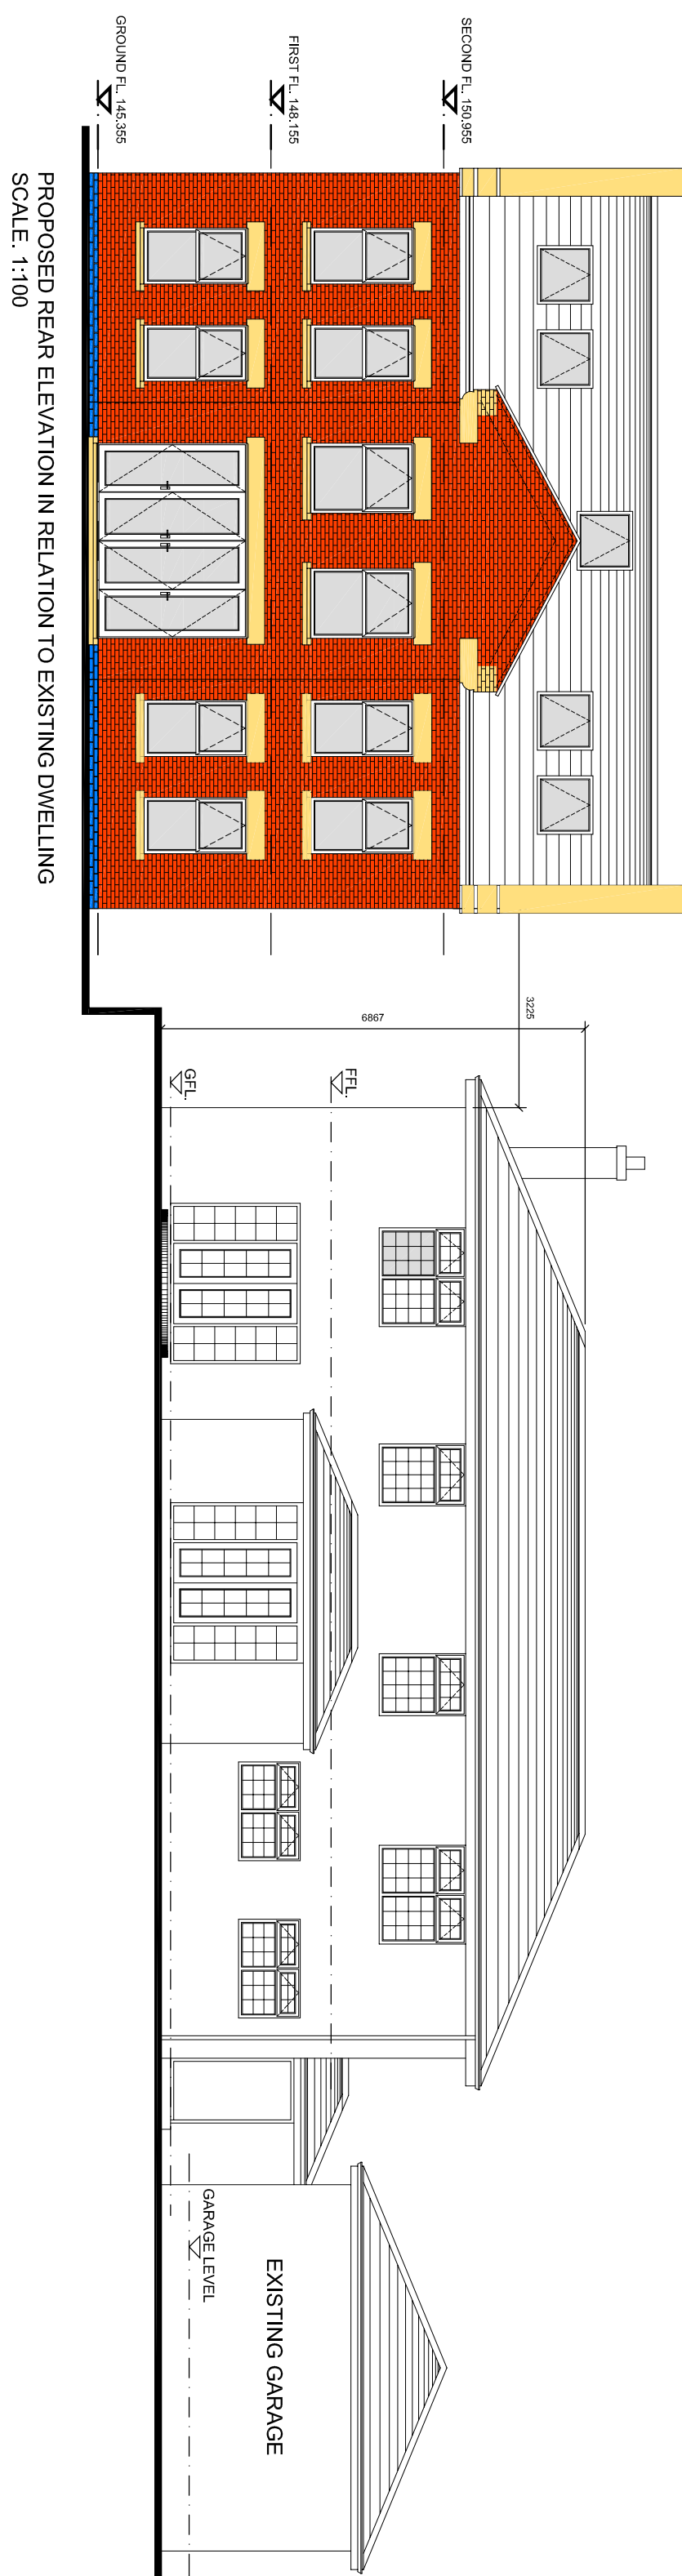 SECOND FL. 150.955
FIRST FL. 148.155
GROUND FL. 145.355
3225
6867
FFL.
GFL.
GARAGE LEVEL
EXISTING GARAGE
PROPOSED REAR ELEVATION IN RELATION TO EXISTING DWELLING
SCALE. 1:100